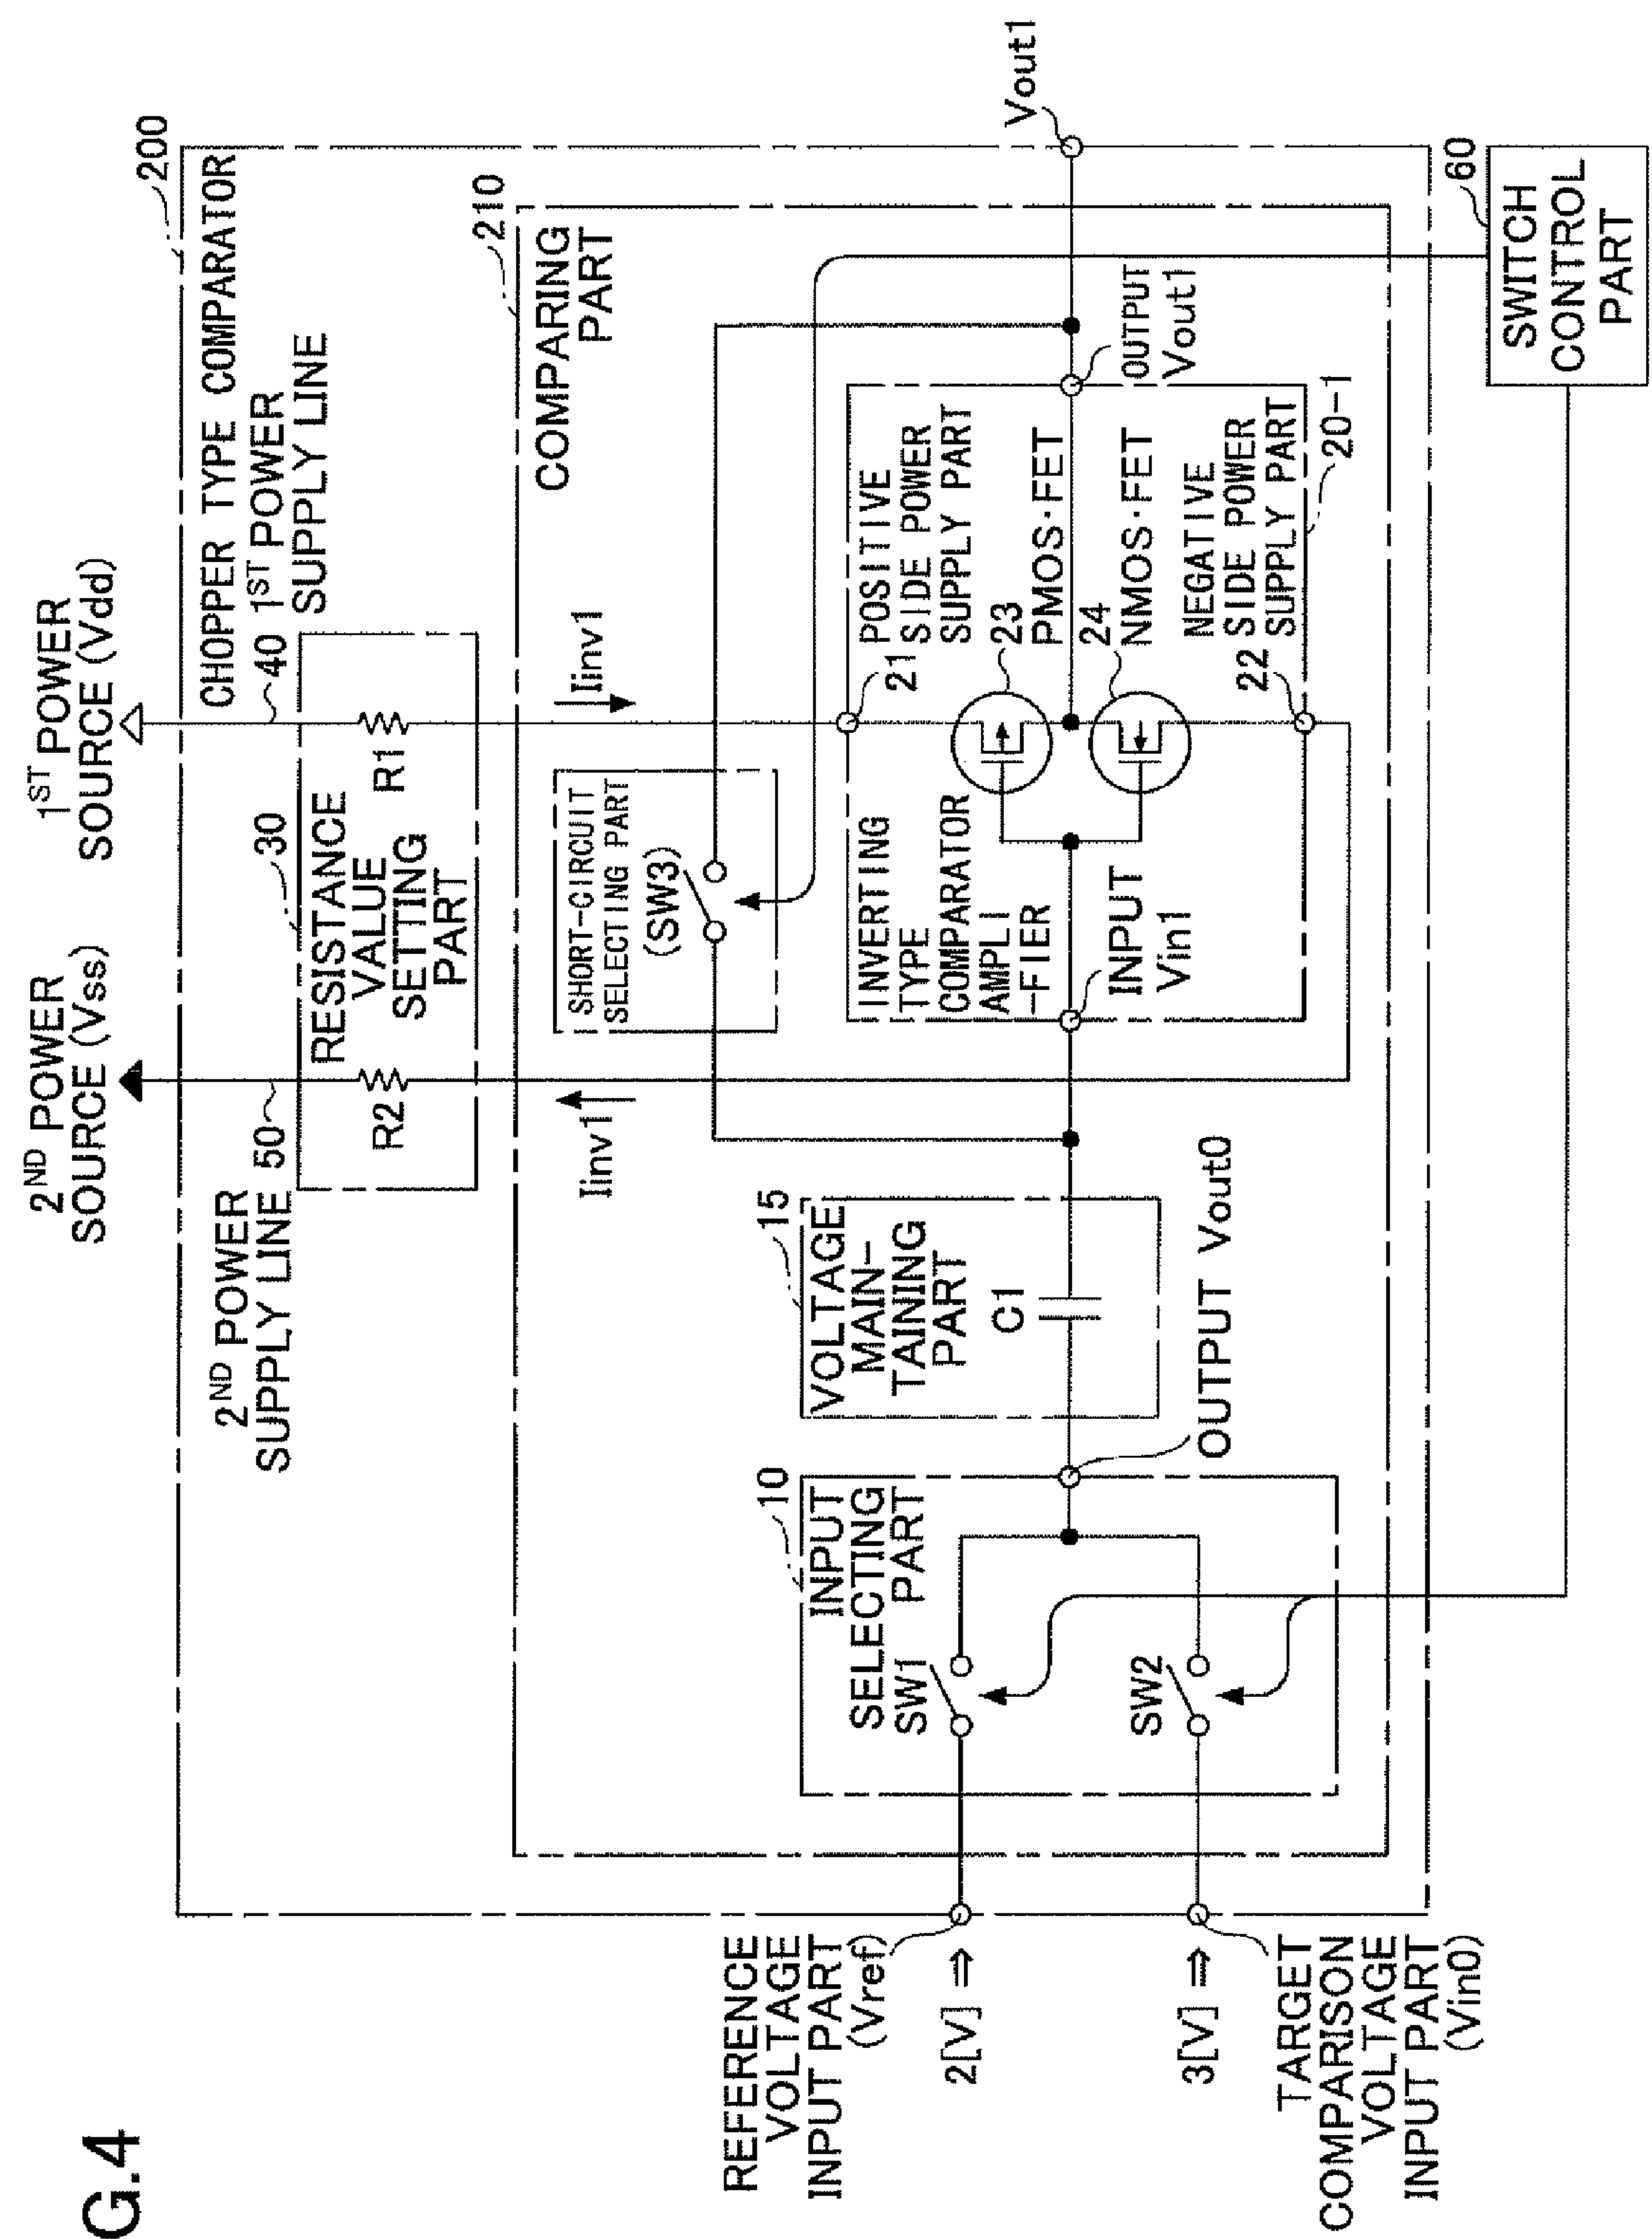 G.4
2ND POWER
SOURCE (Vss)
1ST POWER
SOURCE (Vdd)
200
CHOPPER TYPE COMPARATOR
2ND POWER
SUPPLY LINE
50
30
RESISTANCE
VALUE
SETTING
PART
R2
R1
40
1ST POWER
SUPPLY LINE
210
COMPARING
PART
Iinv1
Iinv1
SHORT-CIRCUIT
SELECTING PART
(SW3)
REFERENCE
VOLTAGE
INPUT PART
(Vref)
2[V] ⇒
3[V] ⇒
TARGET
COMPARISON
VOLTAGE
INPUT PART
(Vin0)
10
INPUT
SELECTING
PART
SW1
SW2
15
VOLTAGE
MAIN-
TAINING
PART
C1
OUTPUT Vout0
INVERTING
TYPE
COMPARATOR
AMPLI
-FIER
INPUT
Vin1
21
POSITIVE
SIDE POWER
SUPPLY PART
23
PMOS·FET
24
NMOS·FET
22
NEGATIVE
SIDE POWER
SUPPLY PART
20-1
OUTPUT
Vout1
Vout1
60
SWITCH
CONTROL
PART